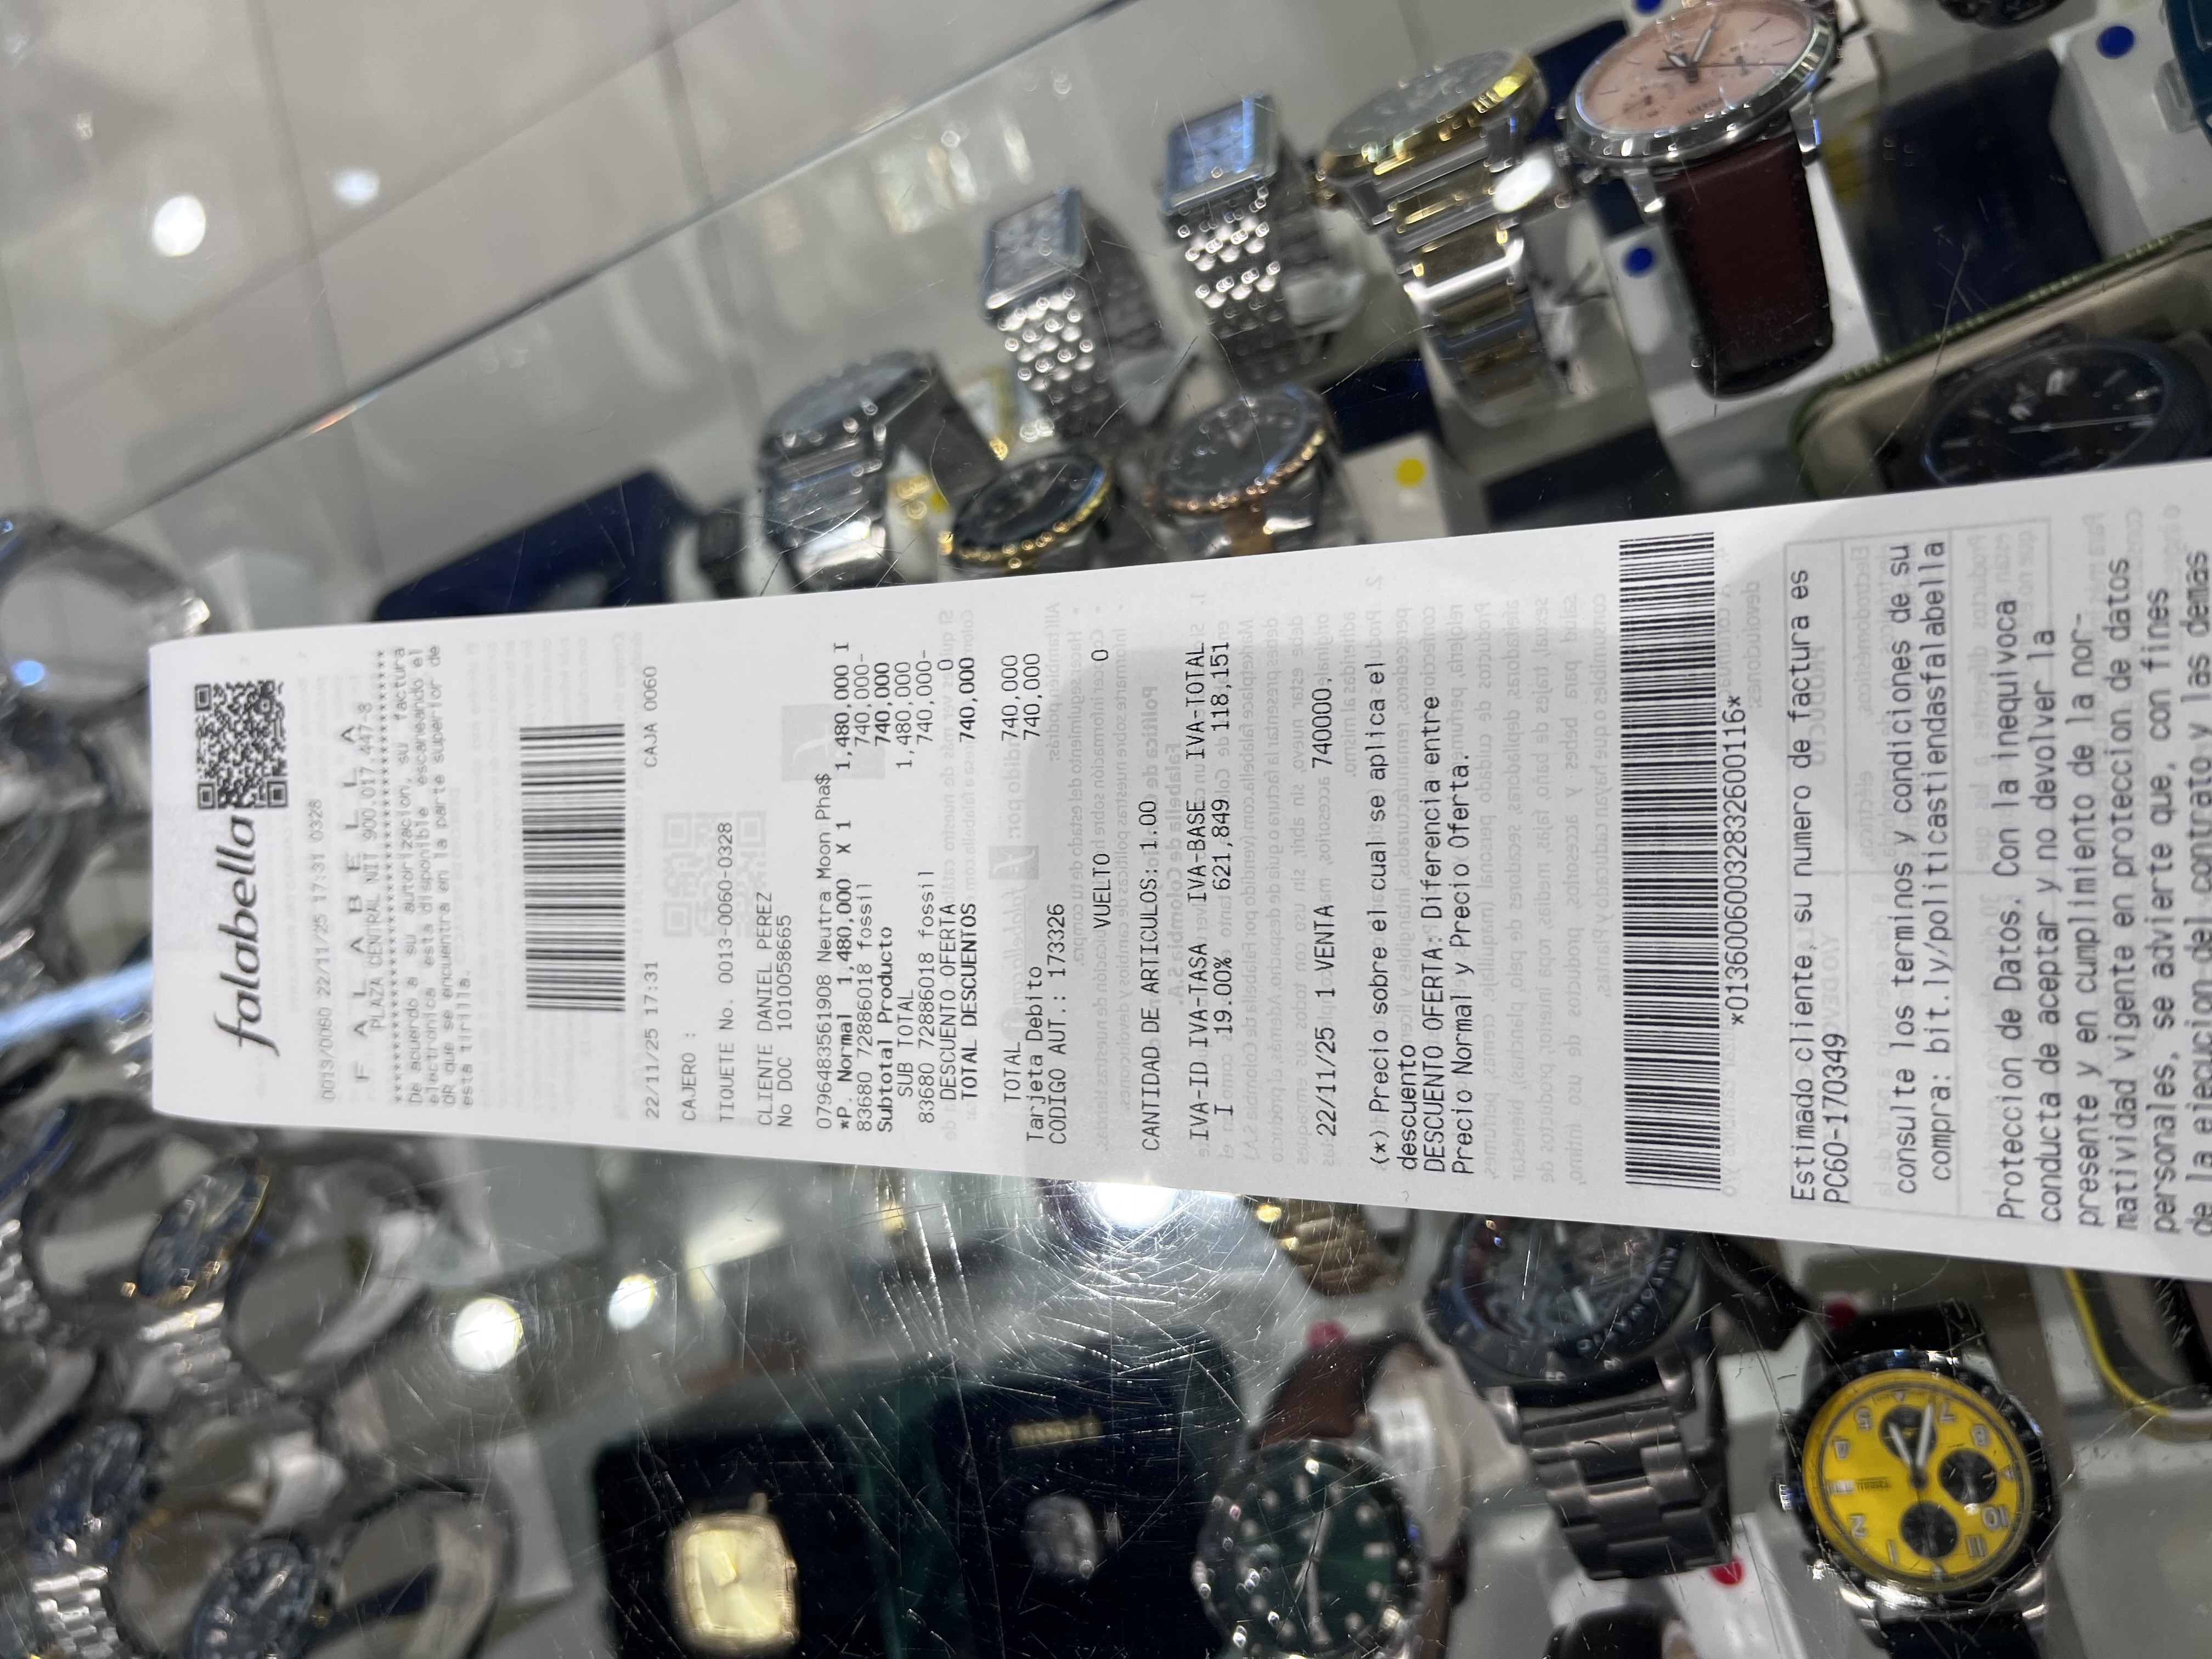 falabella
0013/0060 22/11/25 17:31 0328
F A L A B E L L A
PLAZA CENTRAL NIT 900.017.447-8
****************************************
De acuerdo a su autorizacion, su factura
electronica esta disponible escaneando el
QR que se encuentra en la parte superior de
esta tirilla.
22/11/25 17:31 CAJA 0060
CAJERO :
TIQUETE No. 0013-0060-0328
CLIENTE DANIEL PEREZ
No DOC 1010058665
0796483561908 Neutra Moon Pha$
*P. Normal 1,480,000 X 1 1,480,000 I
83680 72886018 fossil 740,000-
Subtotal Producto 740,000
SUB TOTAL 1,480,000
83680 72886018 fossil 740,000-
DESCUENTO OFERTA 0
TOTAL DESCUENTOS 740,000
TOTAL 740,000
Tarjeta Debito 740,000
CODIGO AUT.: 173326
VUELTO 0
CANTIDAD DE ARTICULOS: 1.00
IVA-ID IVA-TASA IVA-BASE IVA-TOTAL
I 19.00% 621,849 118,151
22/11/25 1 VENTA 740000,
(*) Precio sobre el cual se aplica el
descuento
DESCUENTO OFERTA: Diferencia entre
Precio Normal y Precio Oferta.
*01360060032832600116*
Estimado cliente, su numero de factura es
PC60-170349
consulte los terminos y condiciones de su
compra: bit.ly/politicastiendasfalabella
Proteccion de Datos. Con la inequivoca
conducta de aceptar y no devolver la
presente y en cumplimiento de la nor-
matividad vigente en proteccion de datos
personales, se advierte que, con fines
de la ejecucion del contrato y las demas